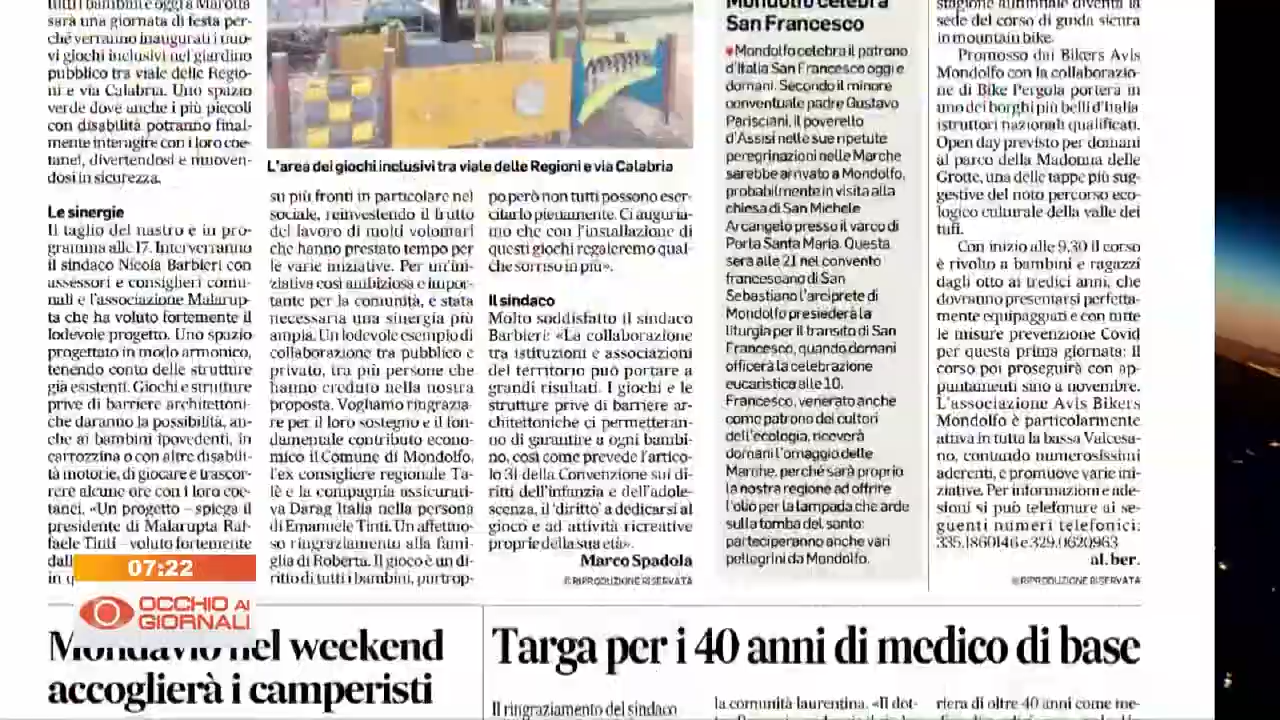 tutti i bambini e oggi a Marotta
sarà una giornata di festa per-
ché verranno inaugurati i nuo-
vi giochi inclusivi nel giardino
pubblico tra viale delle Regio-
ni e via Calabria. Uno spazio
verde dove anche i più piccoli
con disabilità potranno final-
mente interagire con i loro coe-
tanei, divertendosi e muoven-
dosi in sicurezza.
Le sinergie
Il taglio del nastro è in pro-
gramma alle 17. Interverranno
il sindaco Nicola Barbieri con
assessori e consiglieri comu-
nali e l'associazione Malarup-
ta che ha voluto fortemente il
lodevole progetto. Uno spazio
progettato in modo armonico,
tenendo conto delle strutture
già esistenti. Giochi e strutture
prive di barriere architettoni-
che daranno la possibilità, an-
che ai bambini ipovedenti, in
carrozzina o con altre disabili-
tà motorie, di giocare e trascor-
rere alcune ore con i loro coe-
tanei. «Un progetto - spiega il
presidente di Malarupta Raf-
faele Tinti - voluto fortemente
L'area dei giochi inclusivi tra viale delle Regioni e via Calabria
su più fronti in particolare nel
sociale, reinvestendo il frutto
del lavoro di molti volontari
che hanno prestato tempo per
le varie iniziative. Per un'ini-
ziativa così ambiziosa e impor-
tante per la comunità, è stata
necessaria una sinergia più
ampia. Un lodevole esempio di
collaborazione tra pubblico e
privato, tra più persone che
hanno creduto nella nostra
proposta. Vogliamo ringrazia-
re per il loro sostegno e il fon-
damentale contributo econo-
mico il Comune di Mondolfo,
l'ex consigliere regionale Ta-
lè e la compagnia assicurati-
va Darag Italia nella persona
di Emanuele Tinti. Un affettuo-
so ringraziamento alla fami-
glia di Roberta. Il gioco è un di-
ritto di tutti i bambini, purtrop-
po però non tutti possono eser-
citarlo pienamente. Ci auguria-
mo che con l'installazione di
questi giochi regaleremo qual-
che sorriso in più».
Il sindaco
Molto soddisfatto il sindaco
Barbieri: «La collaborazione
tra istituzioni e associazioni
del territorio può portare a
grandi risultati. I giochi e le
strutture prive di barriere ar-
chitettoniche ci permetteran-
no di garantire a ogni bambi-
no, così come prevede l'artico-
lo 31 della Convenzione sui di-
ritti dell'infanzia e dell'adole-
scenza, il 'diritto' a dedicarsi al
gioco e ad attività ricreative
proprie della sua età».
Marco Spadola
© RIPRODUZIONE RISERVATA
Mondolfo celebra
San Francesco
Mondolfo celebra il patrono
d'Italia San Francesco oggi e
domani. Secondo il minore
conventuale padre Gustavo
Parisciani, il poverello
d'Assisi nelle sue ripetute
peregrinazioni nelle Marche
sarebbe arrivato a Mondolfo,
probabilmente in visita alla
chiesa di San Michele
Arcangelo presso il varco di
Porta Santa Maria. Questa
sera alle 21 nel convento
francescano di San
Sebastiano l'arciprete di
Mondolfo presiederà la
liturgia per il transito di San
Francesco, quando domani
officerà la celebrazione
eucaristica alle 10.
Francesco, venerato anche
come patrono dei cultori
dell'ecologia, riceverà
domani l'omaggio delle
Marche, perché sarà proprio
la nostra regione ad offrire
l'olio per la lampada che arde
sulla tomba del santo:
parteciperanno anche vari
pellegrini da Mondolfo.
stagione autunnale diventa la
sede del corso di guida sicura
in mountain bike.
Promosso dai Bikers Avis
Mondolfo con la collaborazio-
ne di Bike Pergola porterà in
uno dei borghi più belli d'Italia
istruttori nazionali qualificati.
Open day previsto per domani
al parco della Madonna delle
Grotte, una delle tappe più sug-
gestive del noto percorso eco-
logico culturale della valle dei
tufi.
Con inizio alle 9,30 il corso
è rivolto a bambini e ragazzi
dagli otto ai tredici anni, che
dovranno presentarsi perfetta-
mente equipaggiati e con tutte
le misure prevenzione Covid
per questa prima giornata: il
corso poi proseguirà con ap-
puntamenti sino a novembre.
L'associazione Avis Bikers
Mondolfo è particolarmente
attiva in tutta la bassa Valcesa-
no, contando numerosissimi
aderenti, e promuove varie ini-
ziative. Per informazioni e ade-
sioni si può telefonare ai se-
guenti numeri telefonici:
335.1860146 e 329.0620963
al. ber.
© RIPRODUZIONE RISERVATA
07:22
OCCHIO AI
GIORNALI
Mondavio nel weekend
accoglierà i camperisti
Targa per i 40 anni di medico di base
Il ringraziamento del sindaco
la comunità laurentina. «Il dot-
riera di oltre 40 anni come me-